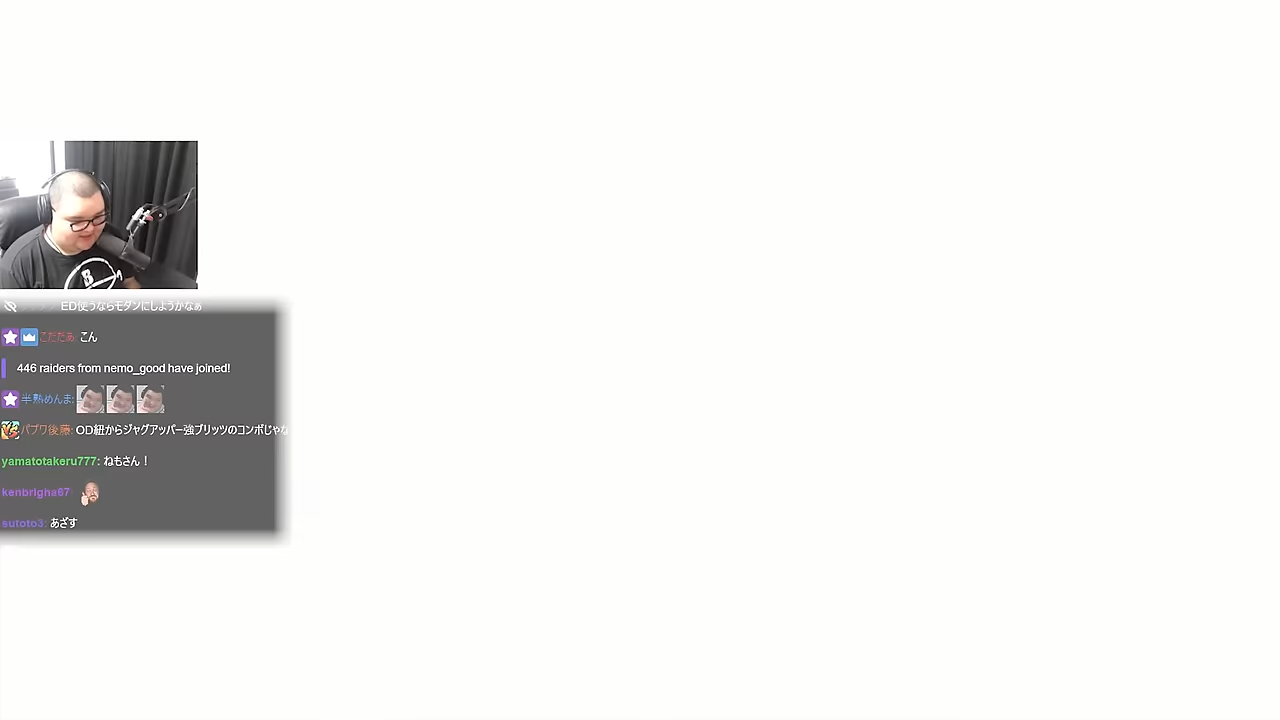 ED使うならモダンにしようかなぁ
こだだあ: こん
446 raiders from nemo_good have joined!
半熟めんま:
パプワ後藤: OD紐からジャグアッパー強ブリッツのコンボじゃな
yamatotakeru777: ねもさん！
kenbrigha67:
sutoto3: あざす